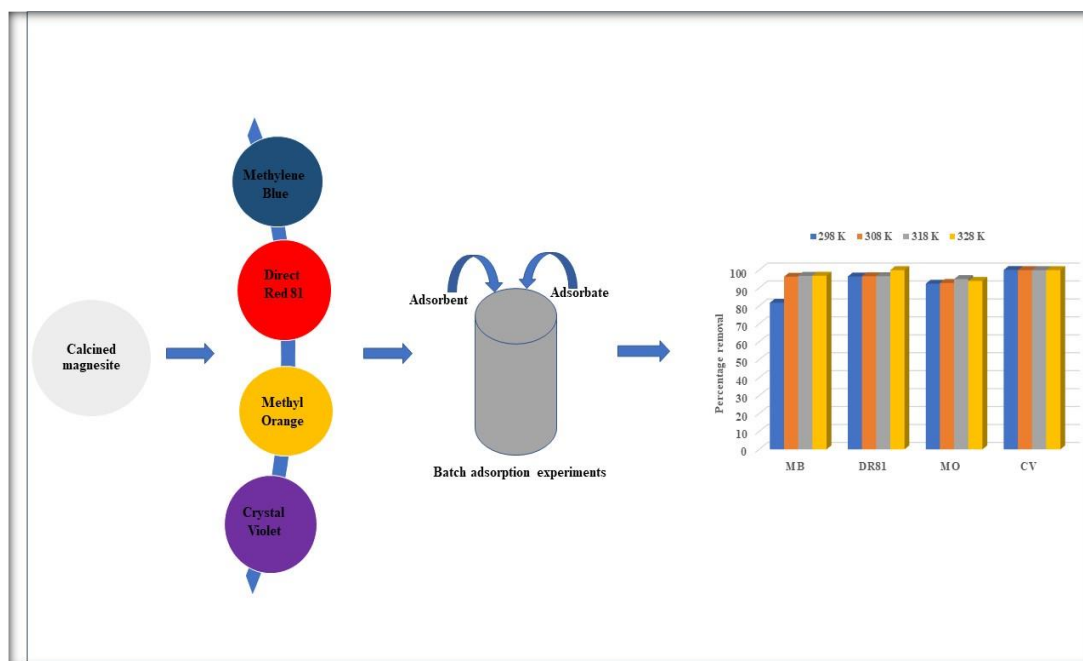 Calcined
magnesite
Methylene
Blue
Direct
Red 81
Methyl
Orange
Crystal
Violet
Adsorbent
Adsorbate
Batch adsorption experiments
298 K 308 K 318 K 328 K
Percentage removal
100
90
80
70
60
50
40
30
20
10
0
MB DR81 MO CV